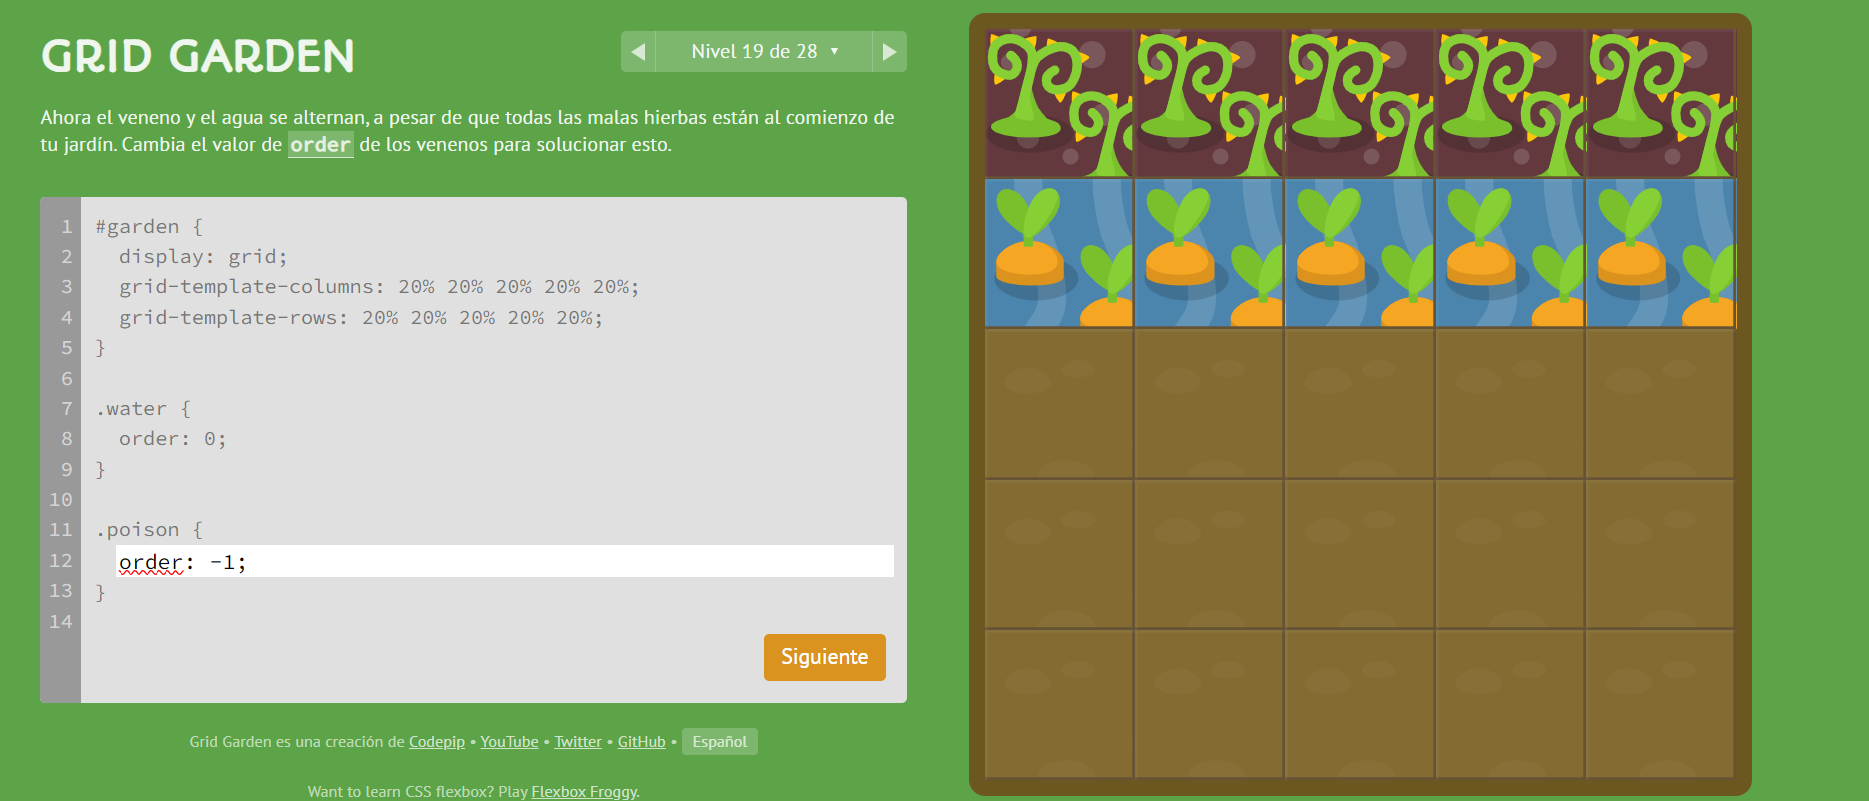 GRID GARDEN
◀ Nivel 19 de 28 ▾ ▶
Ahora el veneno y el agua se alternan, a pesar de que todas las malas hierbas están al comienzo de
tu jardín. Cambia el valor de order de los venenos para solucionar esto.
1 #garden {
2 display: grid;
3 grid-template-columns: 20% 20% 20% 20% 20%;
4 grid-template-rows: 20% 20% 20% 20% 20%;
5 }
6
7 .water {
8 order: 0;
9 }
10
11 .poison {
12 order: -1;
13 }
14
Siguiente
Grid Garden es una creación de Codepip • YouTube • Twitter • GitHub • Español
Want to learn CSS flexbox? Play Flexbox Froggy.